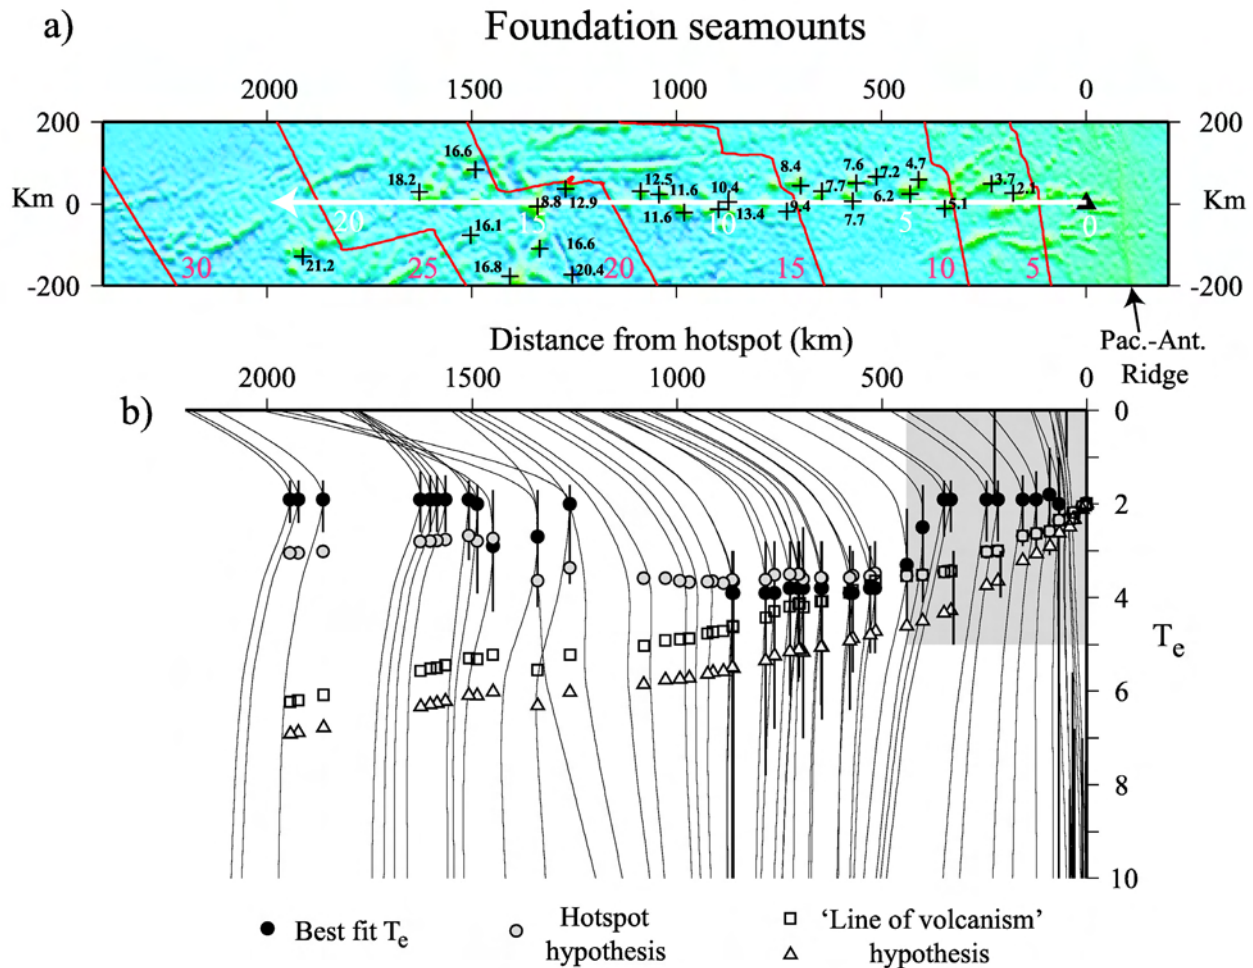 a)
Foundation seamounts
2000 1500 1000 500 0
200 200
Km 0 0 Km
-200 -200
16.6
18.2
8.8
12.9
12.5
11.6
10.4
8.4
7.7
7.6
7.2
4.7
3.7
2.1
16.1
16.6
11.6
13.4
9.4
7.7
6.2
5.1
21.2
16.8
20.4
20 15 10 5 0
30 25 20 15 10 5
Distance from hotspot (km)
Pac.-Ant.
Ridge
2000 1500 1000 500 0
b)
0
2
4
Te
6
8
10
Best fit Te
Hotspot
hypothesis
'Line of volcanism'
hypothesis